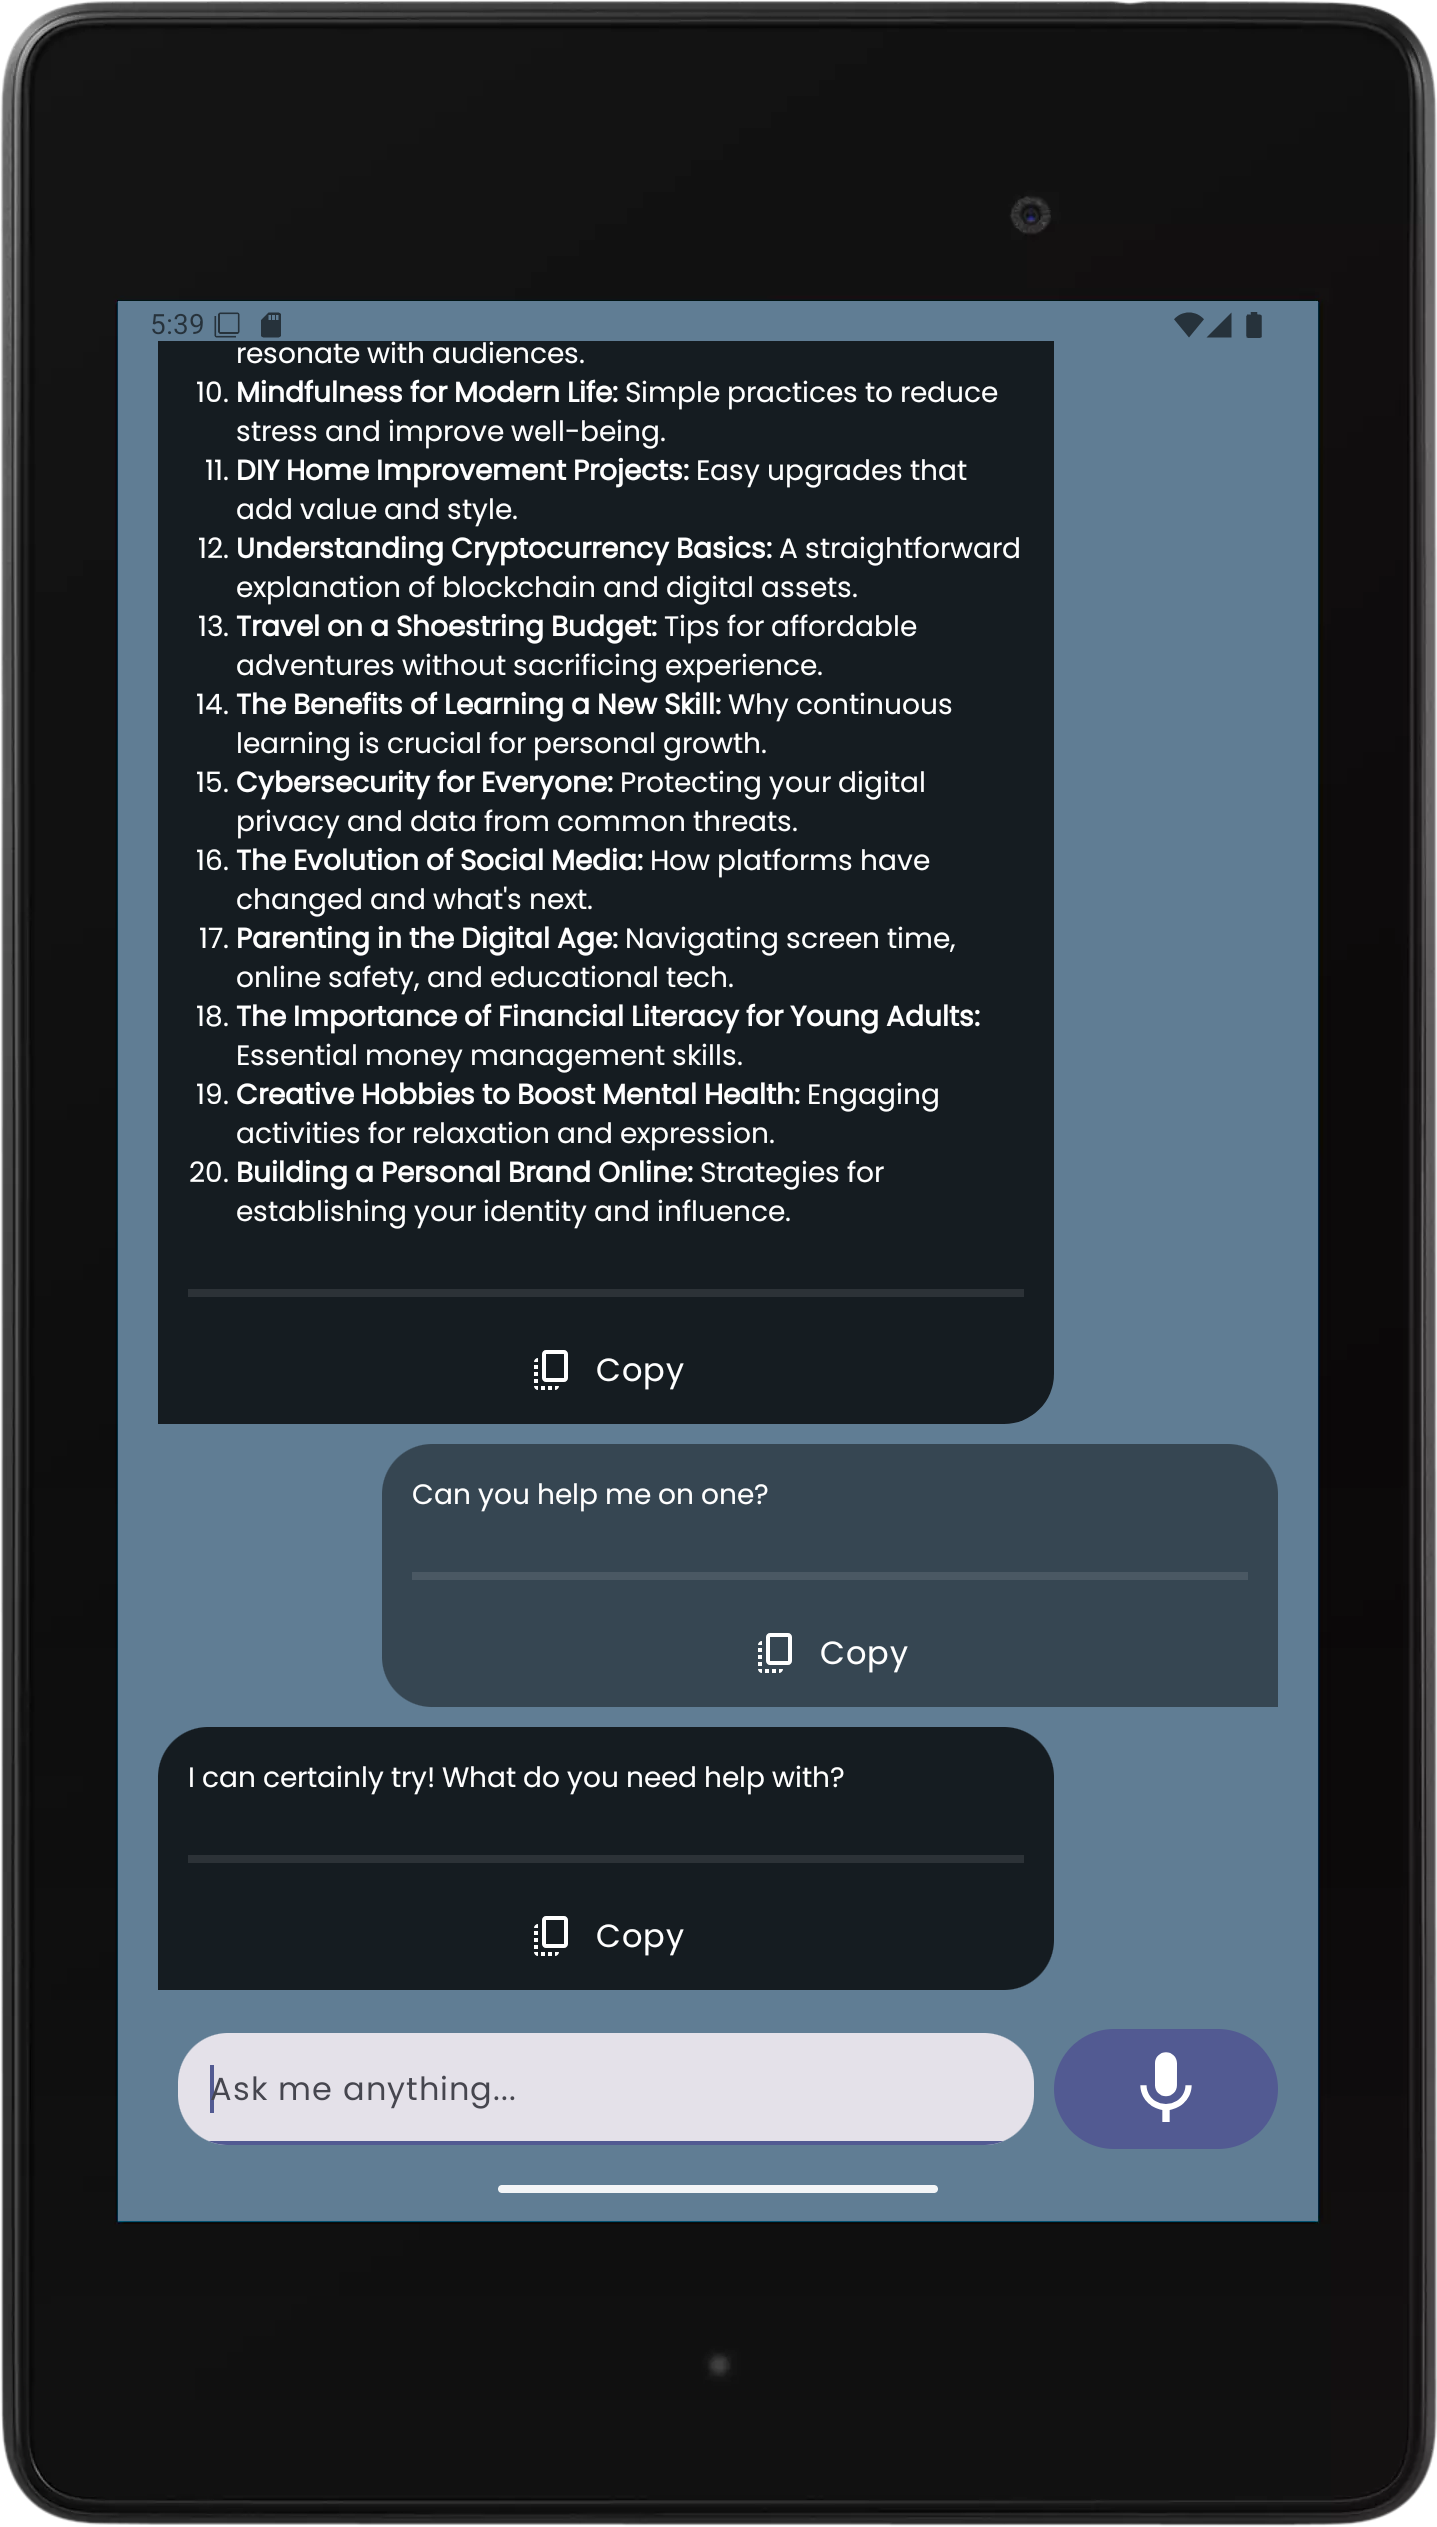 5:39
resonate with audiences.
10. Mindfulness for Modern Life: Simple practices to reduce
stress and improve well-being.
11. DIY Home Improvement Projects: Easy upgrades that
add value and style.
12. Understanding Cryptocurrency Basics: A straightforward
explanation of blockchain and digital assets.
13. Travel on a Shoestring Budget: Tips for affordable
adventures without sacrificing experience.
14. The Benefits of Learning a New Skill: Why continuous
learning is crucial for personal growth.
15. Cybersecurity for Everyone: Protecting your digital
privacy and data from common threats.
16. The Evolution of Social Media: How platforms have
changed and what's next.
17. Parenting in the Digital Age: Navigating screen time,
online safety, and educational tech.
18. The Importance of Financial Literacy for Young Adults:
Essential money management skills.
19. Creative Hobbies to Boost Mental Health: Engaging
activities for relaxation and expression.
20. Building a Personal Brand Online: Strategies for
establishing your identity and influence.
Copy
Can you help me on one?
Copy
I can certainly try! What do you need help with?
Copy
Ask me anything...